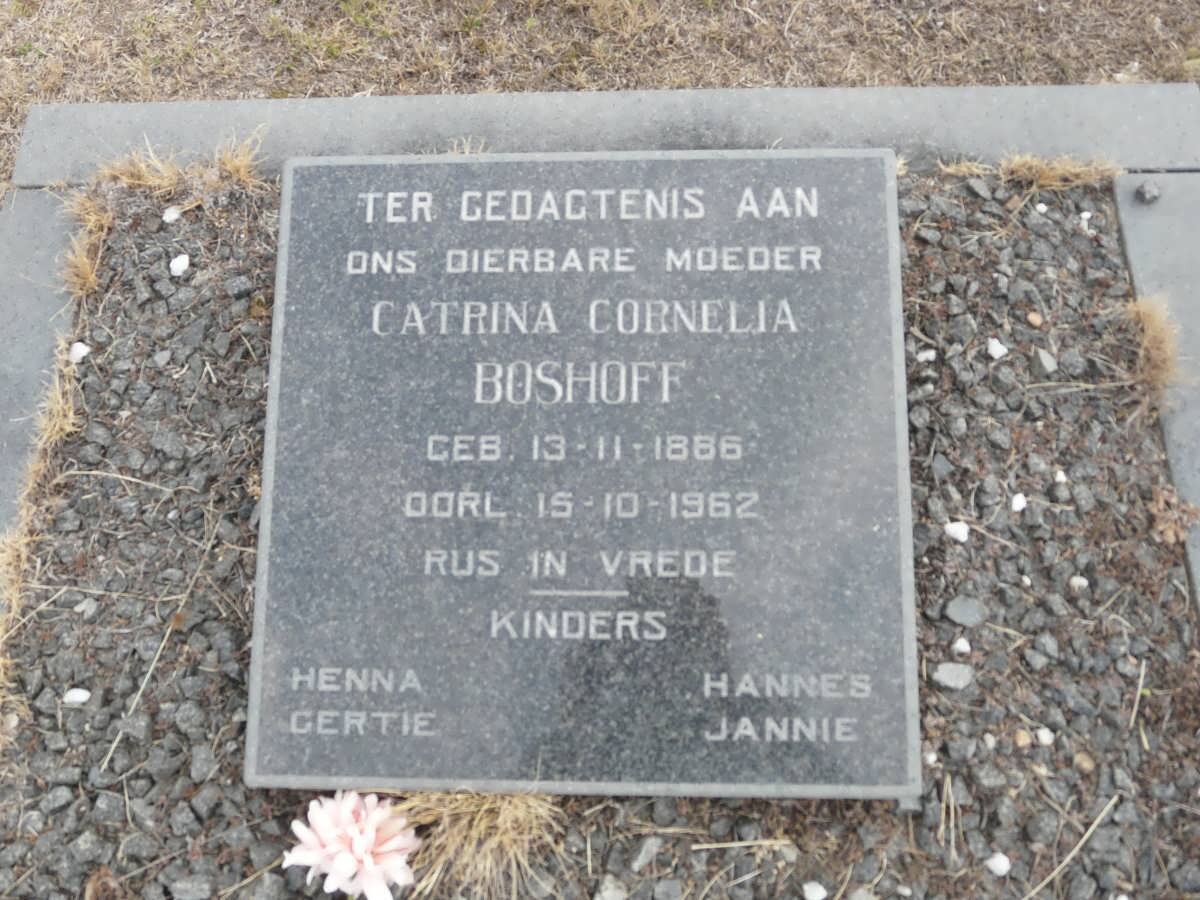 TER GEDAGTENIS AAN
ONS DIERBARE MOEDER
CATRINA CORNELIA
BOSHOFF
GEB. 13-11-1886
OORL. 15-10-1962
RUS IN VREDE
KINDERS
HENNA HANNES
GERTIE JANNIE